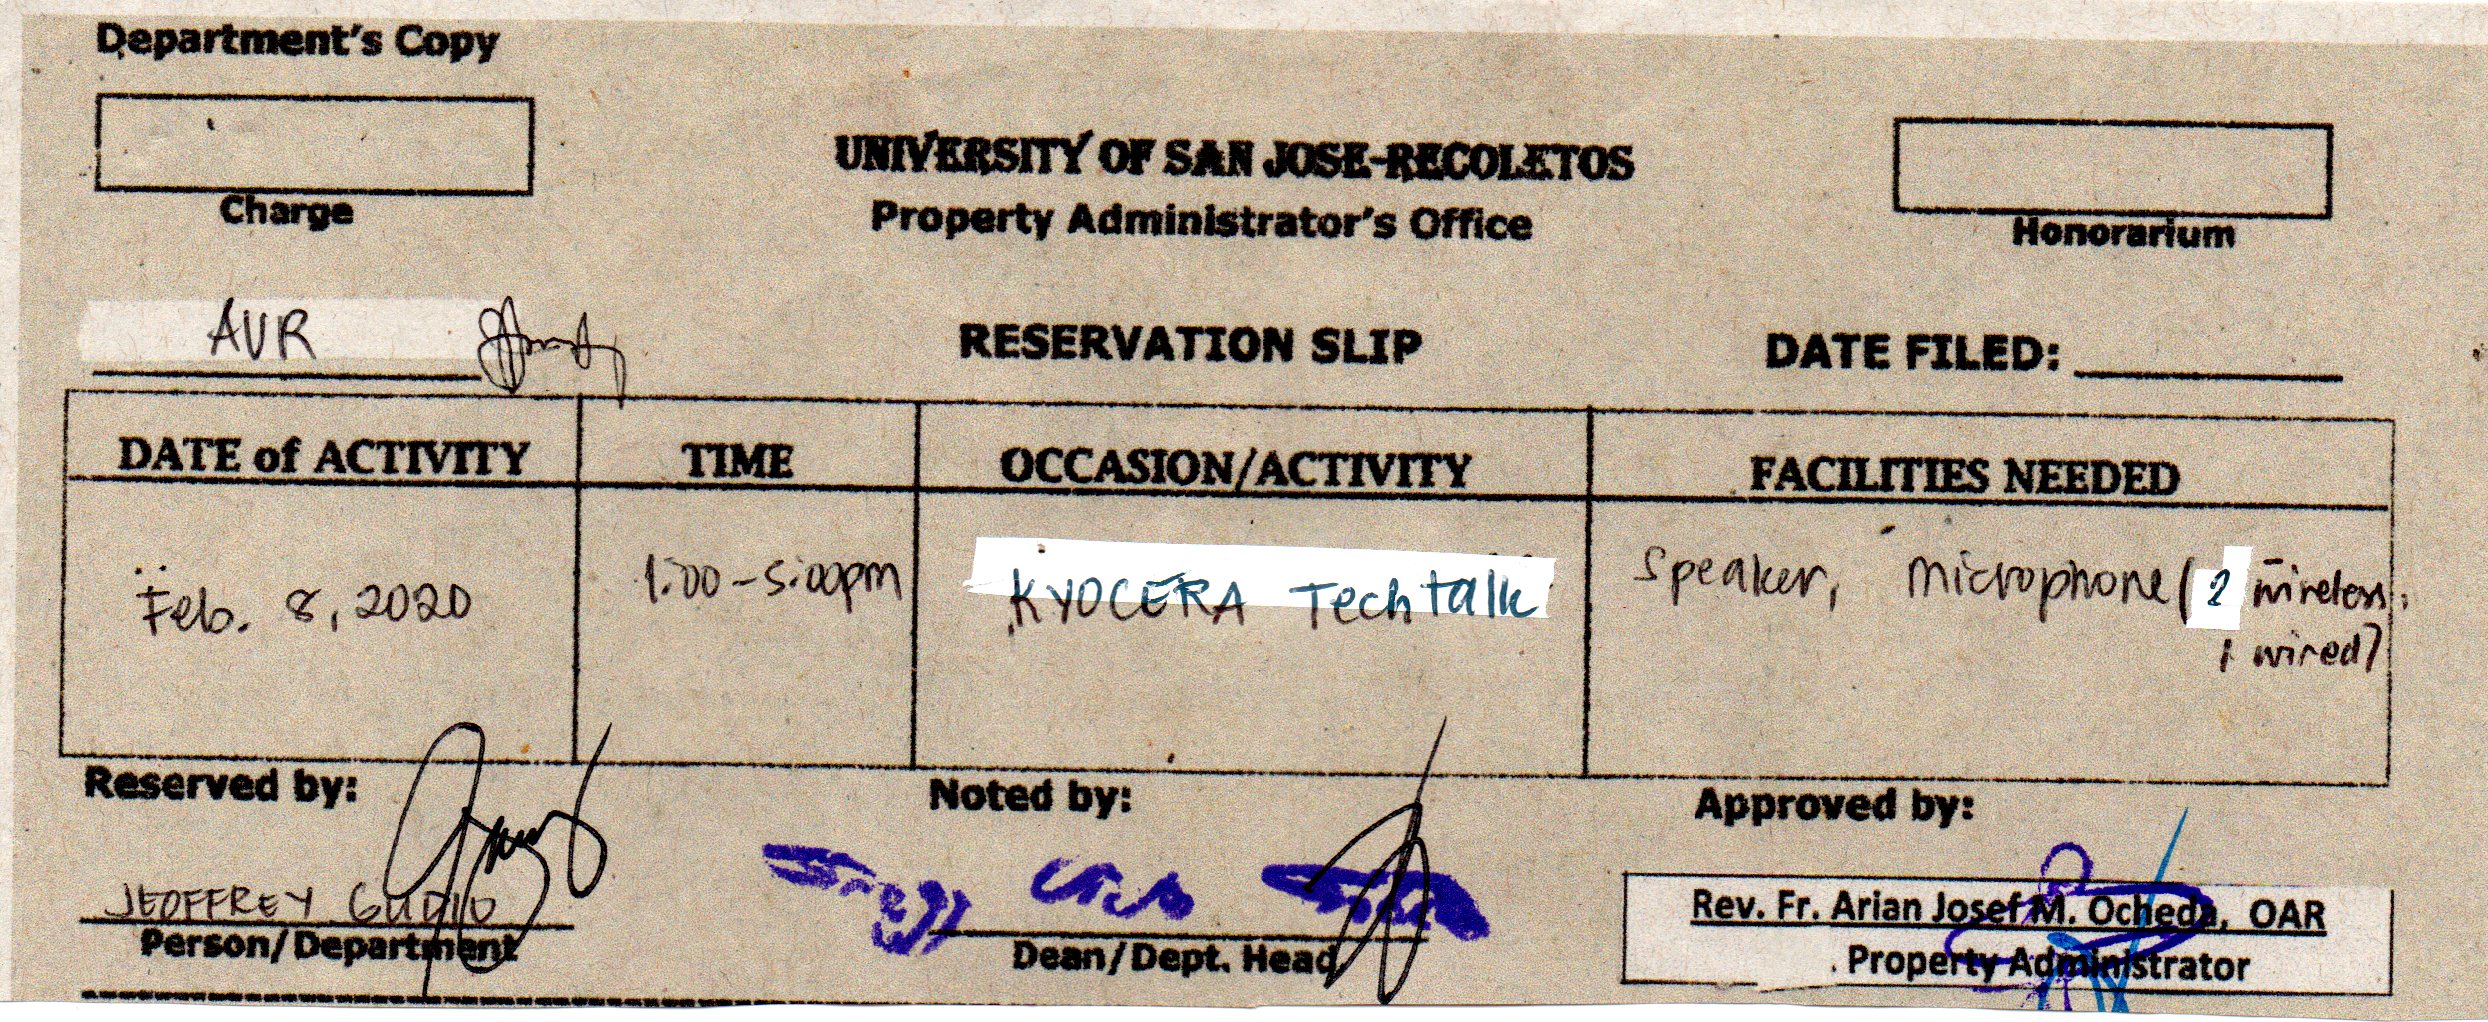 Department's Copy
Charge
UNIVERSITY OF SAN JOSE-RECOLETOS
Property Administrator's Office
Honorarium
AVR
RESERVATION SLIP
DATE FILED:
DATE of ACTIVITY TIME OCCASION/ACTIVITY FACILITIES NEEDED
Feb. 8, 2020 1:00-5:00pm KYOCERA Tech talk Speaker, microphone (2 wireless,
1 wired)
Reserved by: Noted by: Approved by:
JEOFFREY
Person/Department
Dean/Dept. Head
Rev. Fr. Arian Josef M. Ocheda, OAR
Property Administrator